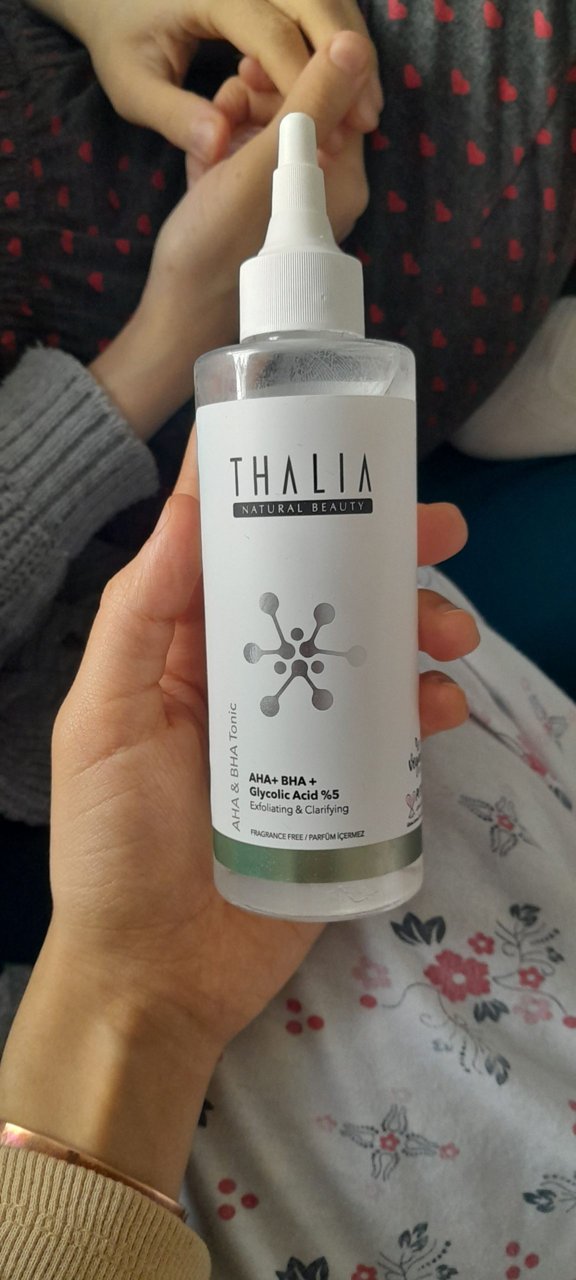 THALIA
NATURAL BEAUTY
AHA & BHA Tonic
AHA+ BHA +
Glycolic Acid %5
Exfoliating & Clarifying
FRAGRANCE FREE / PARFÜM İÇERMEZ